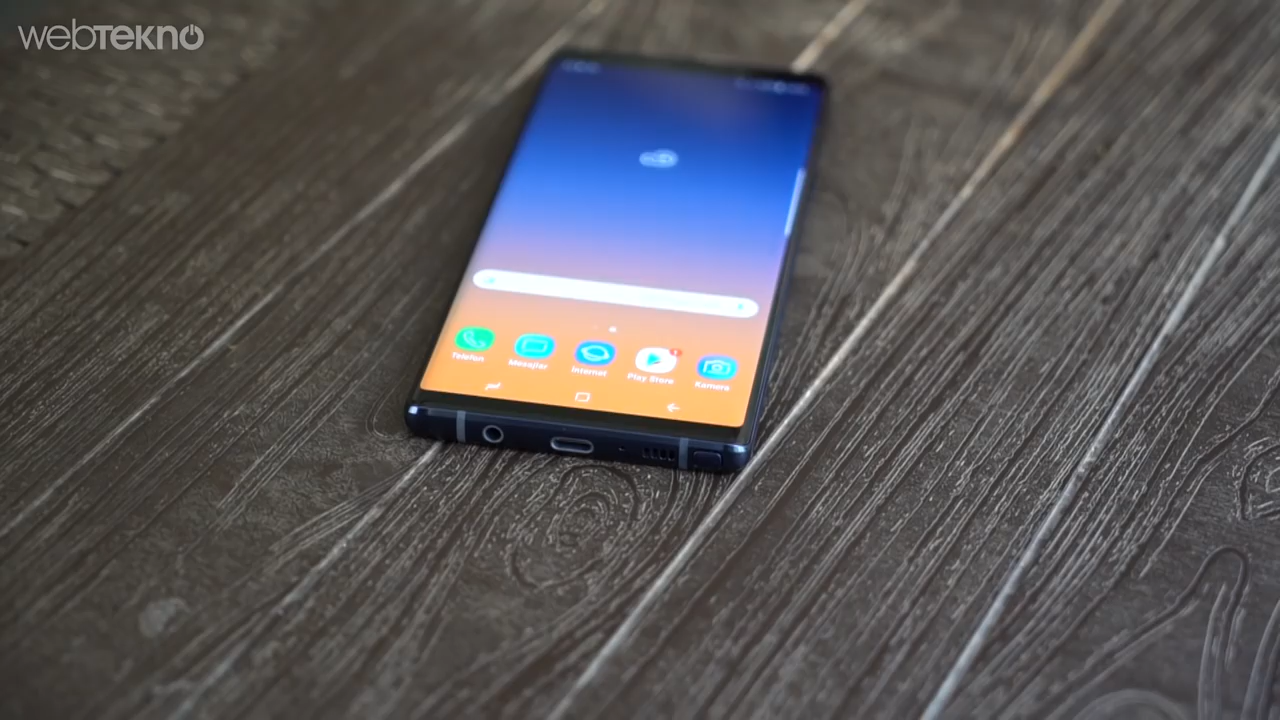 webTEKNO
Telefon
Mesajlar
Internet
Play Store
Kamera